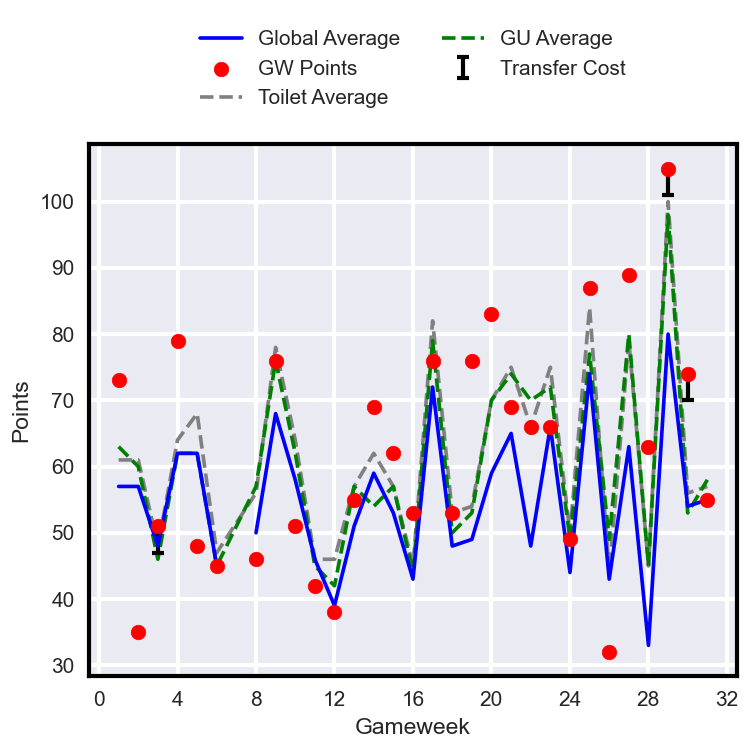 Global Average
GW Points
Toilet Average
GU Average
Transfer Cost
100
90
80
70
60
50
40
30
Points
0 4 8 12 16 20 24 28 32
Gameweek